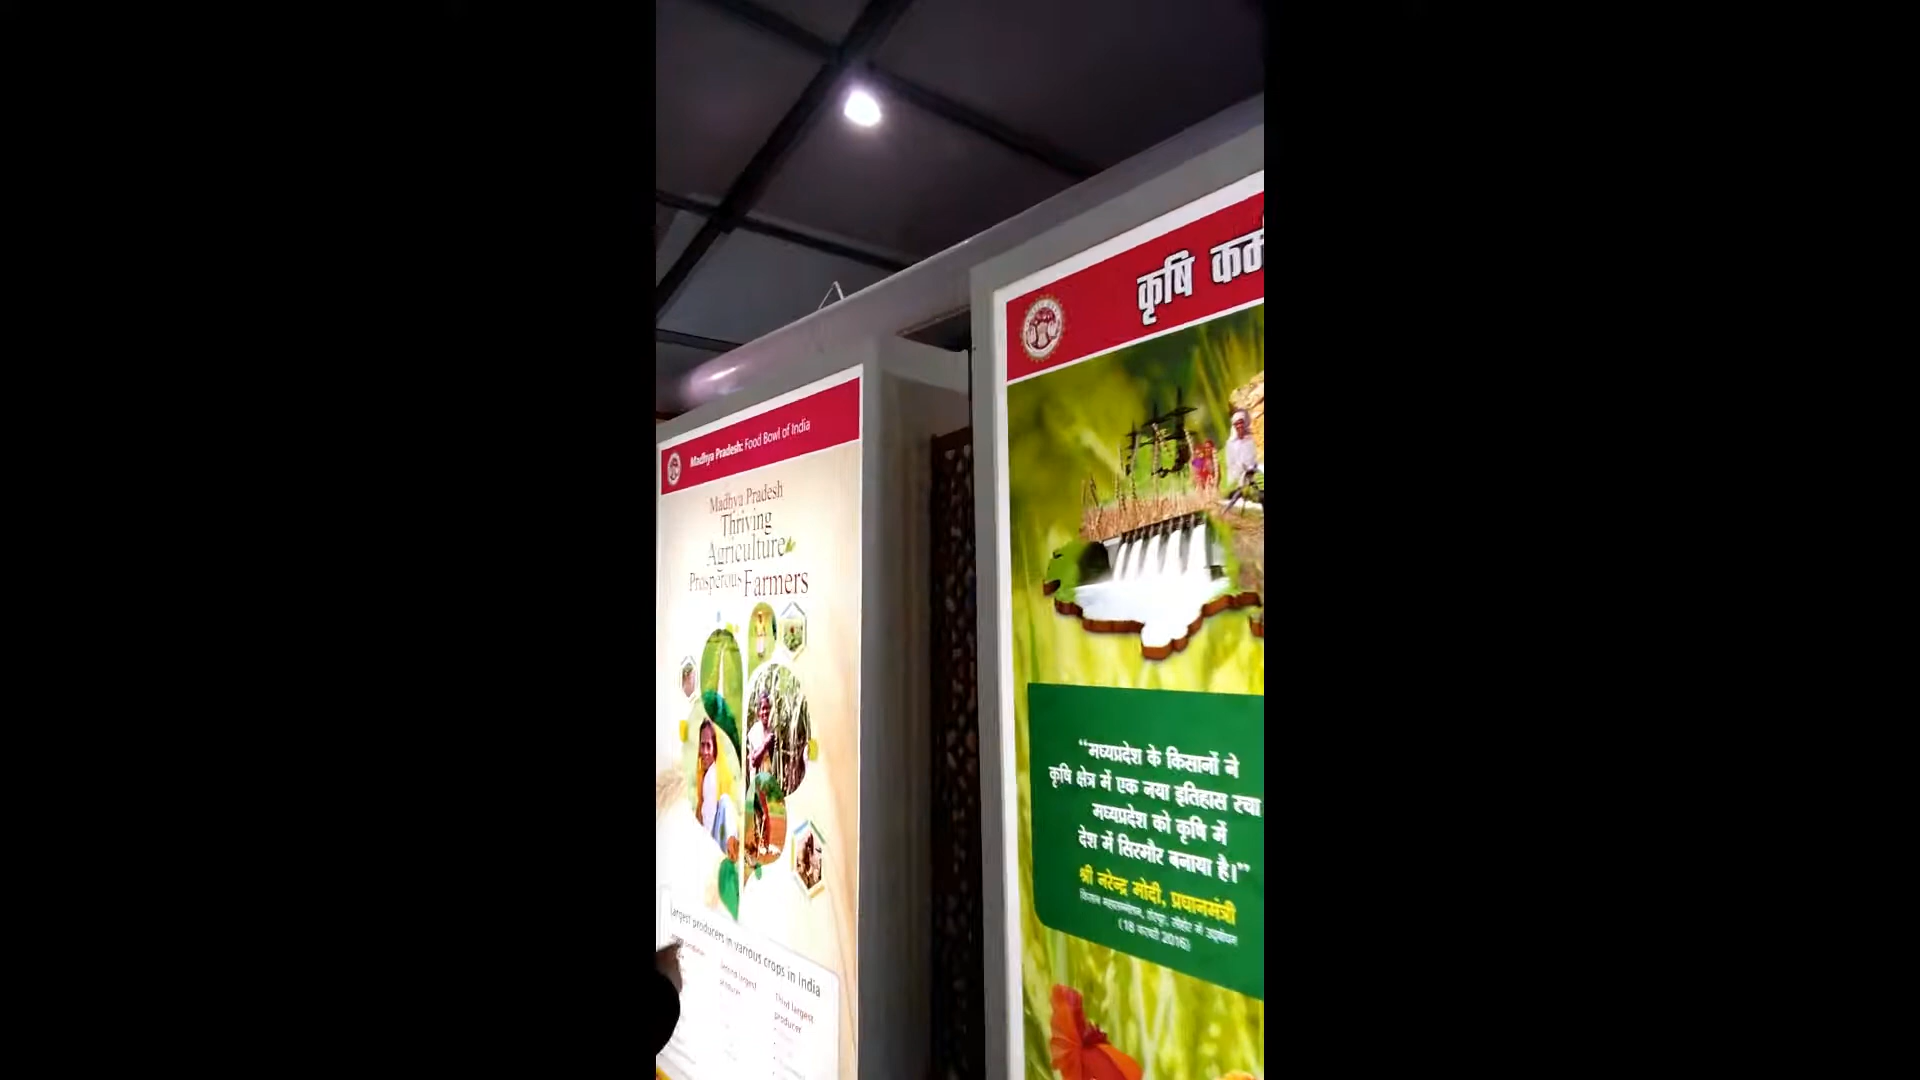 Madhya Pradesh: Food Bowl of India
Madhya Pradesh
Thriving
Agriculture
Prosperous Farmers
Largest producers in various crops in India
Second largest
producer
Third largest
producer
कृषि
“मध्यप्रदेश के किसानों ने
कृषि क्षेत्र में एक नया इतिहास रचा
मध्यप्रदेश को कृषि में
देश में सिरमौर बनाया है।”
श्री नरेन्द्र मोदी, प्रधानमंत्री
(18 फरवरी 2016)